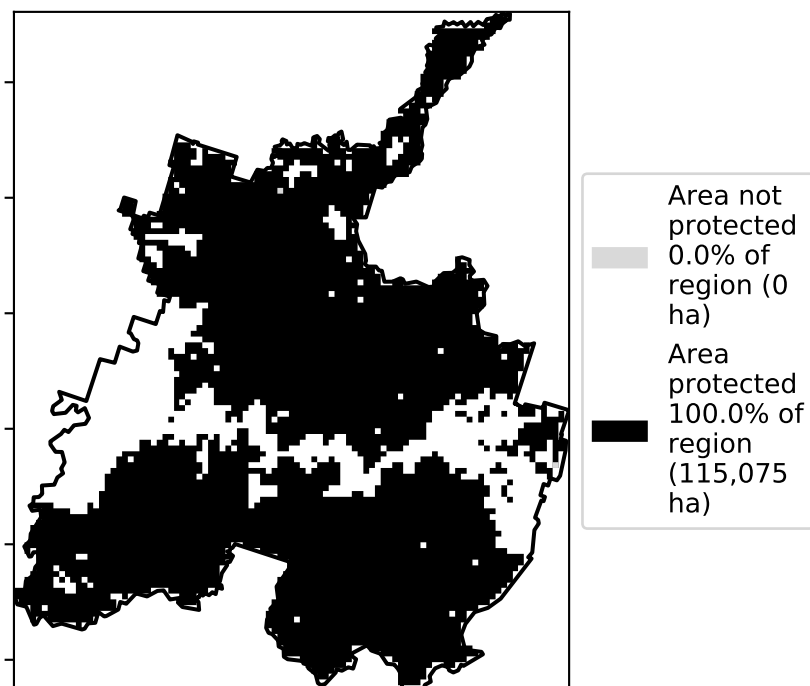 Area not
protected
0.0% of
region (0
ha)
Area
protected
100.0% of
region
(115,075
ha)